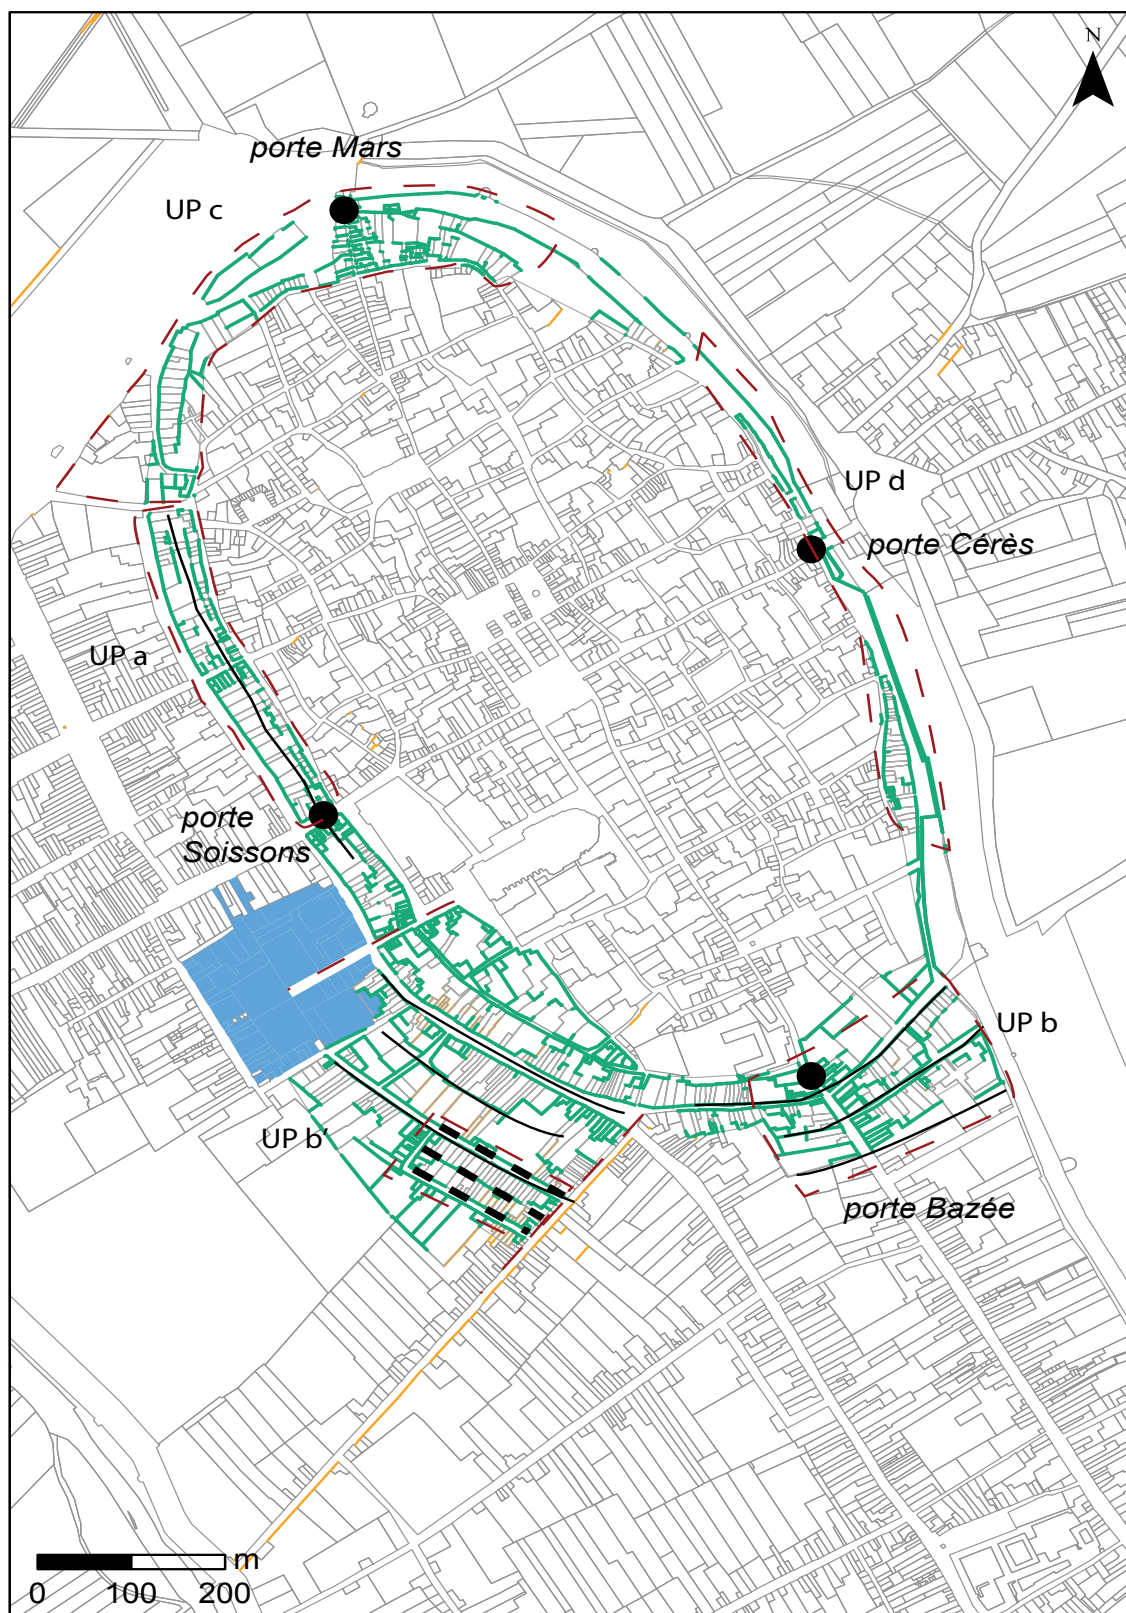 N
porte Mars
UP c
UP d
porte Cérès
UP a
porte
Soissons
UP b
UP b'
porte Bazée
m
0 100 200